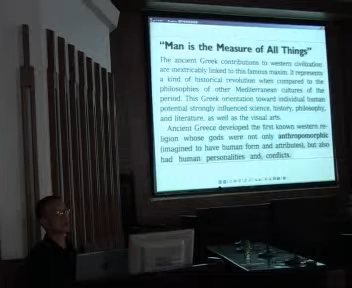 "Man is the Measure of All Things"
The ancient Greek contributions to western civilization
are inextricably linked to this famous maxim. It represents
a kind of historical revolution when compared to the
philosophies of other Mediterranean cultures of the
period. This Greek orientation toward individual human
potential strongly influenced science, history, philosophy,
and literature, as well as the visual arts.
Ancient Greece developed the first known western re-
ligion whose gods were not only anthropomorphic
(imagined to have human form and attributes), but also
had human personalities and conflicts.